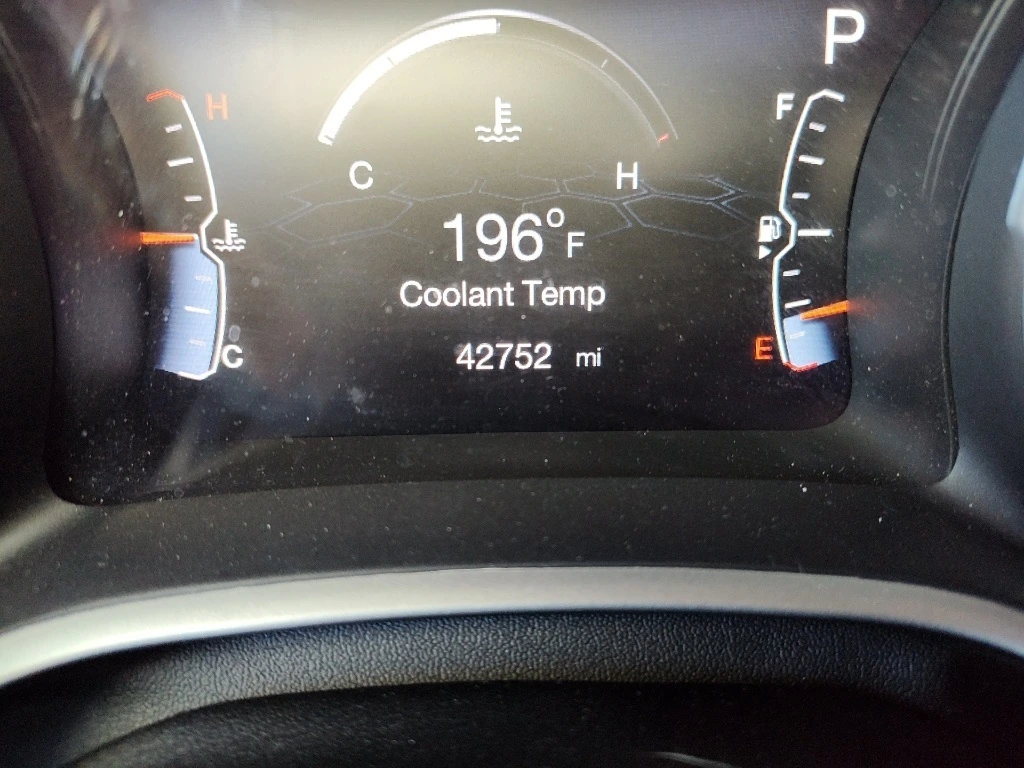 P
H
F
C H
196°F
Coolant Temp
C
42752 mi
E